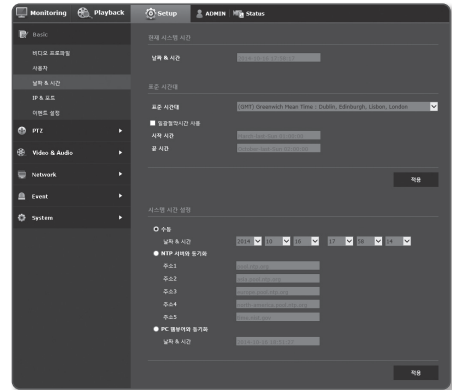 Monitoring Playback Setup ADMIN Status
Basic
비디오 프로파일
사용자
날짜 & 시간
IP & 포트
이벤트 설정
PTZ
Video & Audio
Network
Event
System
현재 시스템 시간
날짜 & 시간
표준 시간대
표준 시간대 (GMT) Greenwich Mean Time : Dublin, Edinburgh, Lisbon, London
일광절약시간 사용
시작 시간
끝 시간
적용
시스템 시간 설정
수동
날짜 & 시간 2014 10 16 17 58 14
NTP 서버와 동기화
주소1
주소2
주소3
주소4
주소5
PC 웹뷰어와 동기화
날짜 & 시간
적용